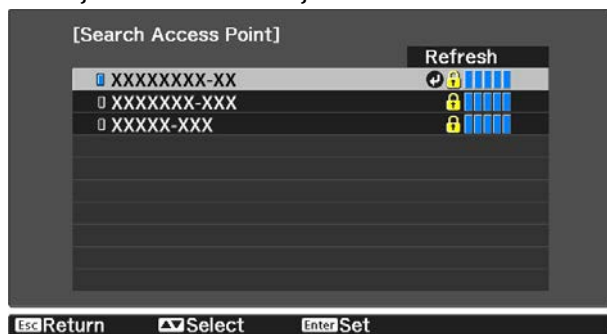 [Search Access Point]
Refresh
XXXXXXXX-XX
XXXXXXX-XXX
XXXXX-XXX
Esc Return Select Enter Set